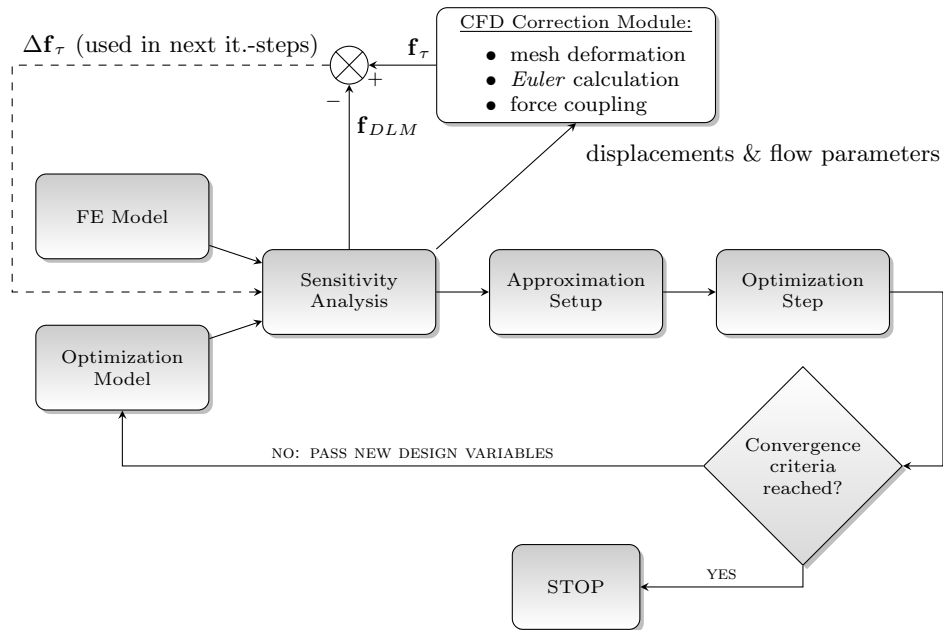 CFD Correction Module:
• mesh deformation
• Euler calculation
• force coupling
Δf_τ (used in next it.-steps)
f_τ
+
−
f_DLM
displacements & flow parameters
FE Model
Sensitivity
Analysis
Approximation
Setup
Optimization
Step
Optimization
Model
Convergence
criteria
reached?
NO: PASS NEW DESIGN VARIABLES
YES
STOP